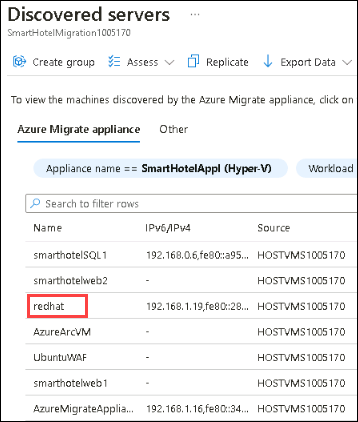 Discovered servers ...
SmartHotelMigration1005170
Create group Assess Replicate Export Data
To view the machines discovered by the Azure Migrate appliance, click on
Azure Migrate appliance Other
Appliance name == SmartHotelAppl (Hyper-V) Workload
Search to filter rows
Name IPv6/IPv4 Source
smarthotelSQL1 192.168.0.6,fe80::a95... HOSTVMS1005170
smarthotelweb2 - HOSTVMS1005170
redhat 192.168.1.19,fe80::28... HOSTVMS1005170
AzureArcVM - HOSTVMS1005170
UbuntuWAF - HOSTVMS1005170
smarthotelweb1 - HOSTVMS1005170
AzureMigrateApplia... 192.168.1.16,fe80::34... HOSTVMS1005170